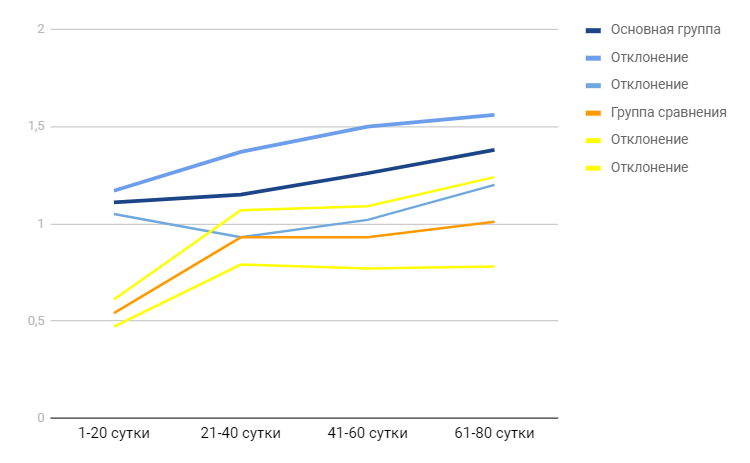 2
1,5
1
0,5
0
1-20 сутки
21-40 сутки
41-60 сутки
61-80 сутки
Основная группа
Отклонение
Отклонение
Группа сравнения
Отклонение
Отклонение